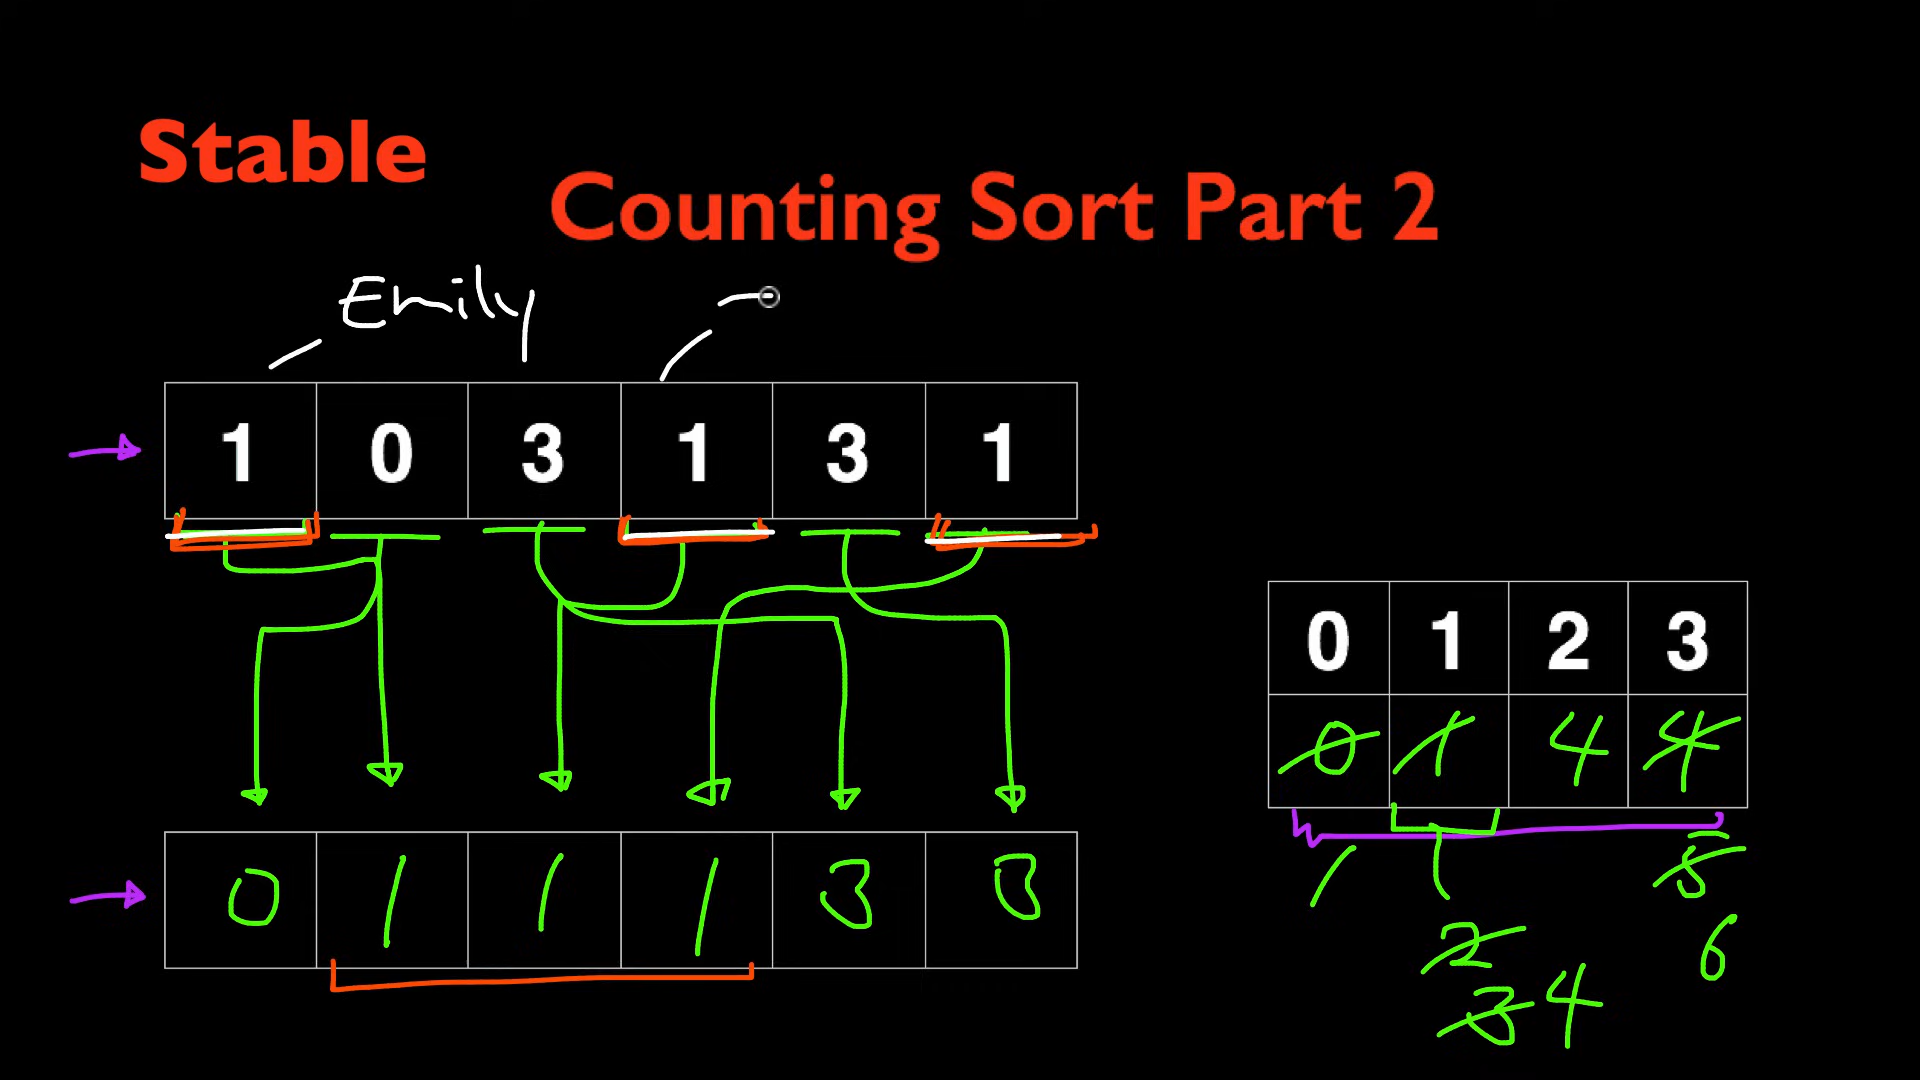 Stable
Counting Sort Part 2
Emily
1 0 3 1 3 1
0 1 2 3
0 1 4 4
1 5
2 6
3 4
0 1 1 1 3 3